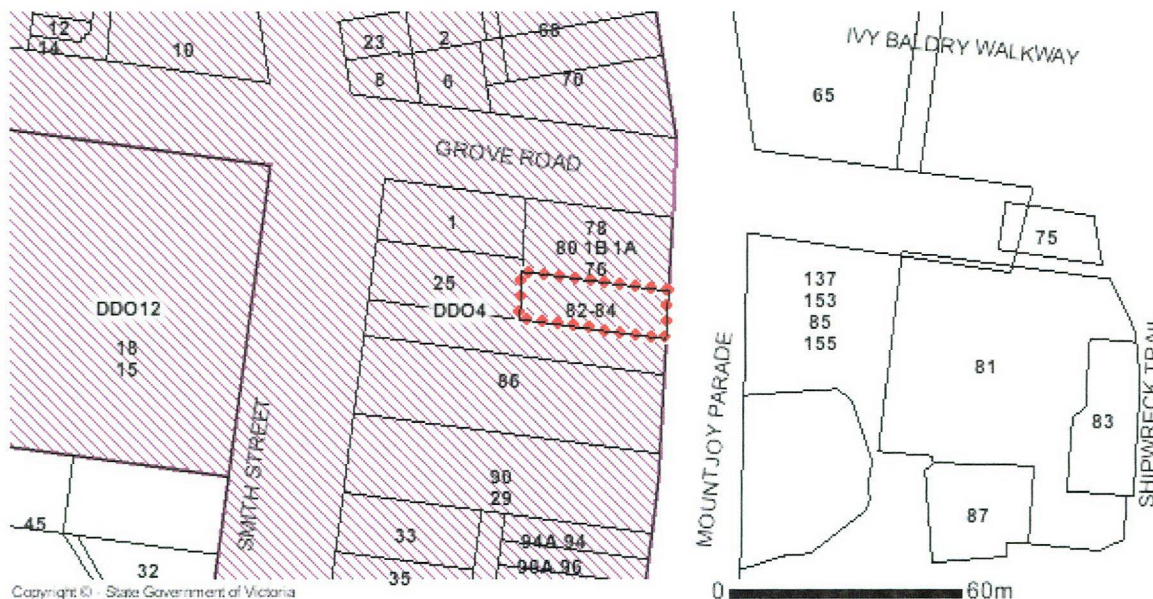 12
14
10
23
2
68
8
6
70
IVY BALDRY WALKWAY
65
GROVE ROAD
1
78
80 1B 1A
76
75
25
DDO4
82-84
DDO12
18
15
137
153
85
155
MOUNTJOY PARADE
81
SHIPWRECK TRAIL
83
86
SMITH STREET
90
29
87
33
94A 94
96A 96
35
45
32
Copyright © - State Government of Victoria
0 60m